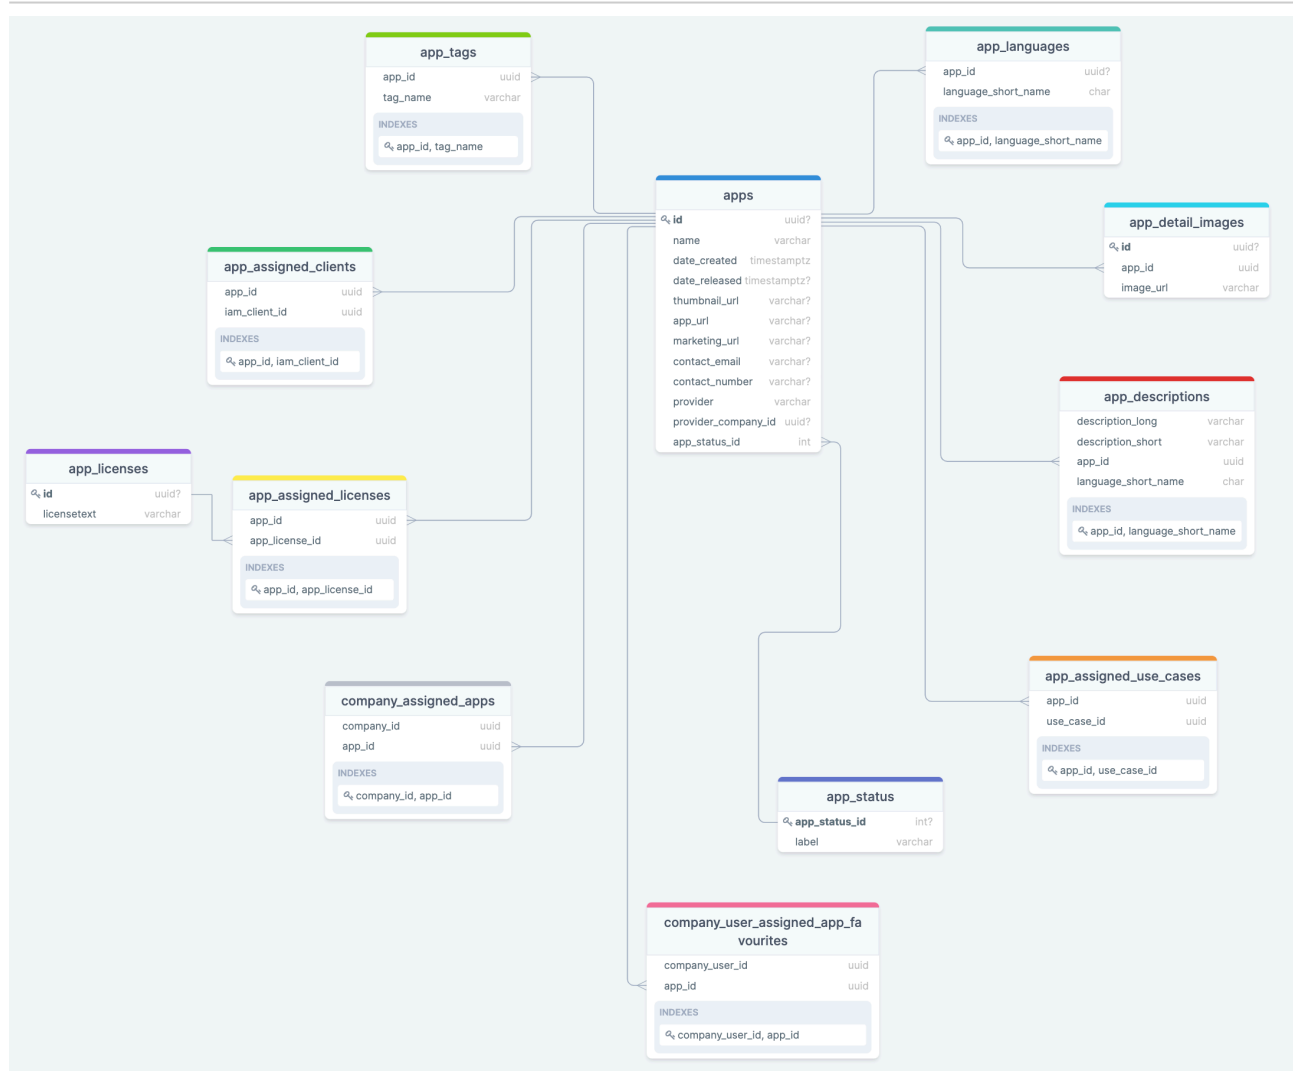 app_tags
app_id uuid
tag_name varchar
INDEXES
app_id, tag_name
app_languages
app_id uuid?
language_short_name char
INDEXES
app_id, language_short_name
apps
id uuid?
name varchar
date_created timestamptz
date_released timestamptz?
thumbnail_url varchar?
app_url varchar?
marketing_url varchar?
contact_email varchar?
contact_number varchar?
provider varchar
provider_company_id uuid?
app_status_id int
app_detail_images
id uuid?
app_id uuid
image_url varchar
app_assigned_clients
app_id uuid
iam_client_id uuid
INDEXES
app_id, iam_client_id
app_descriptions
description_long varchar
description_short varchar
app_id uuid
language_short_name char
INDEXES
app_id, language_short_name
app_licenses
id uuid?
licensetext varchar
app_assigned_licenses
app_id uuid
app_license_id uuid
INDEXES
app_id, app_license_id
app_assigned_use_cases
app_id uuid
use_case_id uuid
INDEXES
app_id, use_case_id
company_assigned_apps
company_id uuid
app_id uuid
INDEXES
company_id, app_id
app_status
app_status_id int?
label varchar
company_user_assigned_app_fa
vourites
company_user_id uuid
app_id uuid
INDEXES
company_user_id, app_id